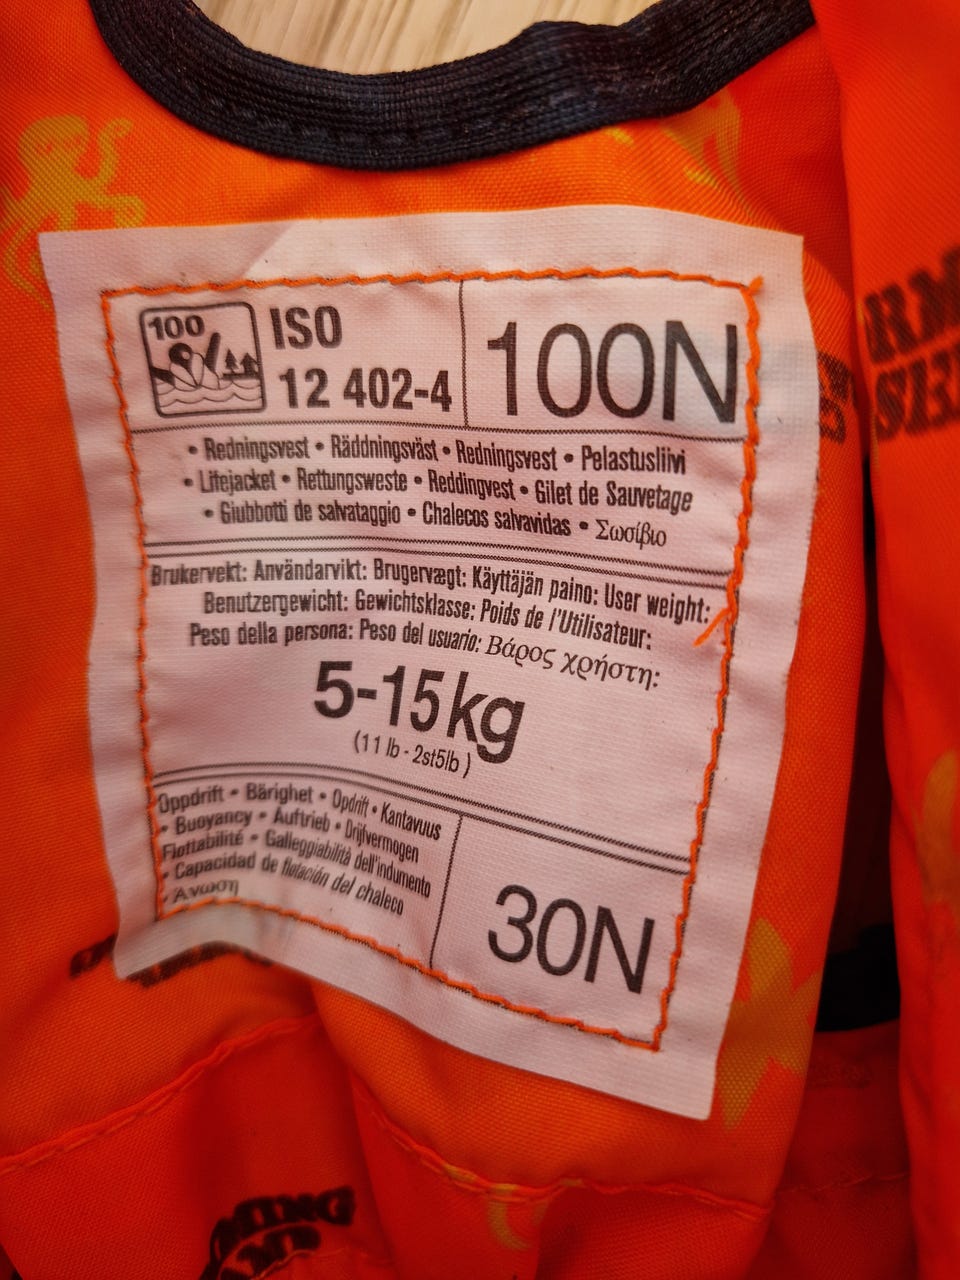 100
ISO
12 402-4
100N
• Redningsvest • Räddningsväst • Redningsvest • Pelastusliivi
• Lifejacket • Rettungsweste • Reddingvest • Gilet de Sauvetage
• Giubbotti de salvataggio • Chalecos salvavidas • Σωσίβιο
Brukervekt: Användarvikt: Brugervægt: Käyttäjän paino: User weight:
Benutzergewicht: Gewichtsklasse: Poids de l'Utilisateur:
Peso della persona: Peso del usuario: Βάρος χρήστη:
5-15kg
(11 lb - 2st5lb )
Oppdrift • Bärighet • Opdrift • Kantavuus
• Buoyancy • Auftrieb • Drijfvermogen
Flottabilité • Galleggiabilità dell'indumento
• Capacidad de flotación del chaleco
• Άνωση
30N